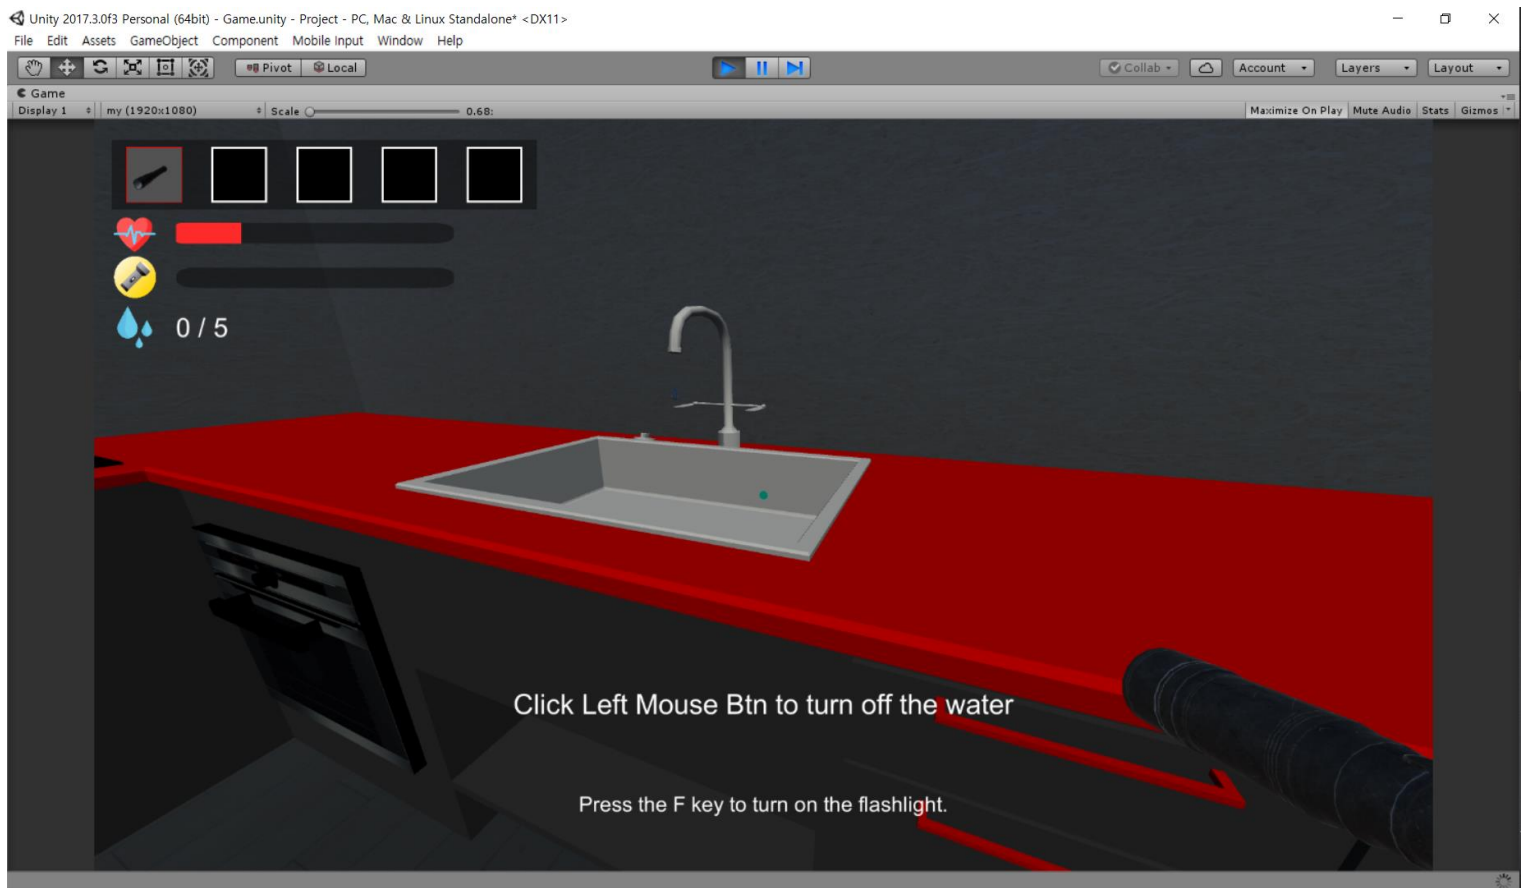 Unity 2017.3.0f3 Personal (64bit) - Game.unity - Project - PC, Mac & Linux Standalone* <DX11>
File Edit Assets GameObject Component Mobile Input Window Help
Pivot Local Collab Account Layers Layout
Game
Display 1 my (1920x1080) Scale 0.68: Maximize On Play Mute Audio Stats Gizmos
0 / 5
Click Left Mouse Btn to turn off the water
Press the F key to turn on the flashlight.